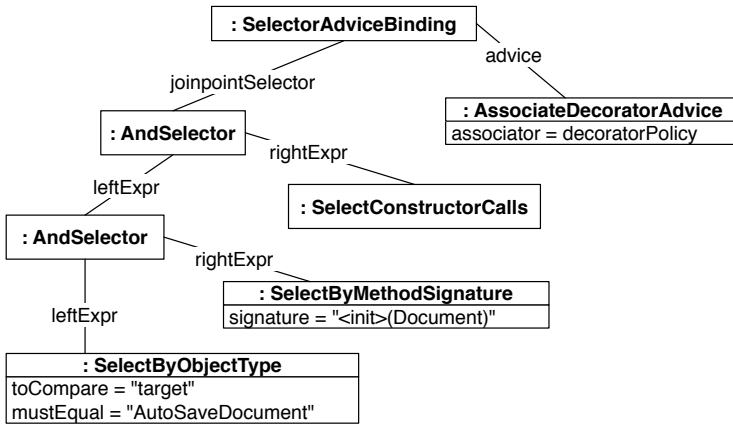 : SelectorAdviceBinding
advice
joinpointSelector
: AssociateDecoratorAdvice
associator = decoratorPolicy
: AndSelector
rightExpr
leftExpr
: SelectConstructorCalls
: AndSelector
rightExpr
: SelectByMethodSignature
signature = "<init>(Document)"
leftExpr
: SelectByObjectType
toCompare = "target"
mustEqual = "AutoSaveDocument"